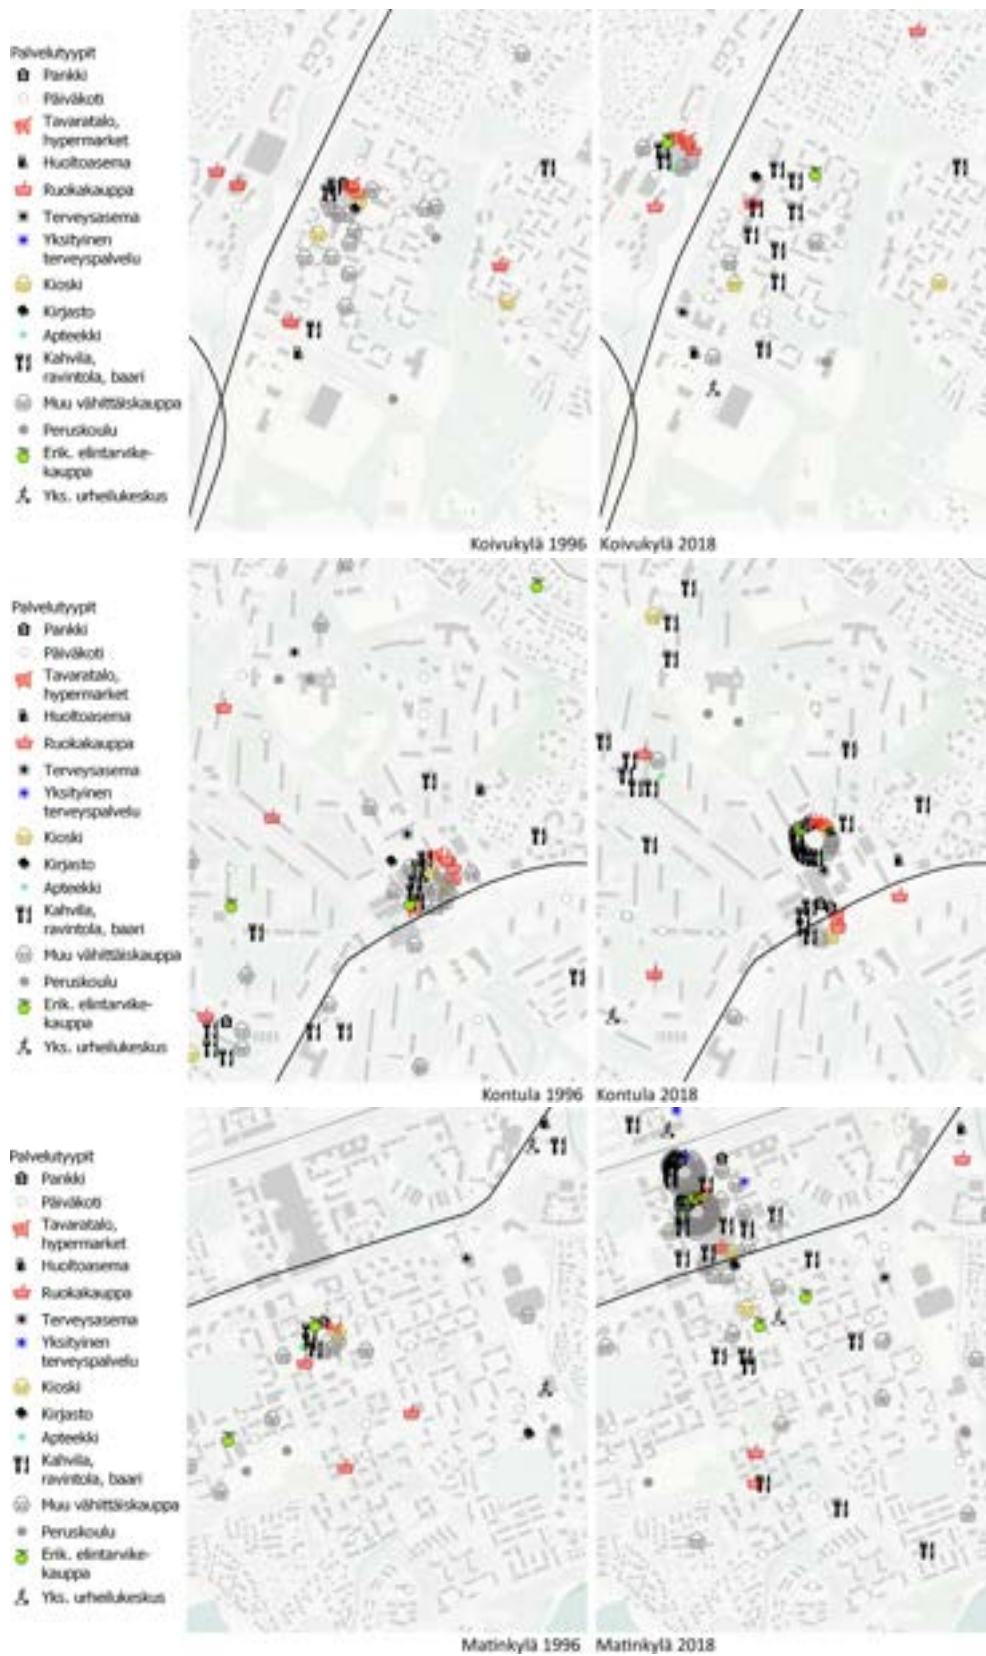 Palvelutyypit
Pankki
Päiväkoti
Tavaratalo,
hypermarket
Huoltoasema
Ruokakauppa
Terveysasema
Yksityinen
terveyspalvelu
Kioski
Kirjasto
Apteekki
Kahvila,
ravintola, baari
Muu vähittäiskauppa
Peruskoulu
Erik. elintarvike-
kauppa
Yks. urheilukeskus
Koivukylä 1996
Koivukylä 2018
Palvelutyypit
Pankki
Päiväkoti
Tavaratalo,
hypermarket
Huoltoasema
Ruokakauppa
Terveysasema
Yksityinen
terveyspalvelu
Kioski
Kirjasto
Apteekki
Kahvila,
ravintola, baari
Muu vähittäiskauppa
Peruskoulu
Erik. elintarvike-
kauppa
Yks. urheilukeskus
Kontula 1996
Kontula 2018
Palvelutyypit
Pankki
Päiväkoti
Tavaratalo,
hypermarket
Huoltoasema
Ruokakauppa
Terveysasema
Yksityinen
terveyspalvelu
Kioski
Kirjasto
Apteekki
Kahvila,
ravintola, baari
Muu vähittäiskauppa
Peruskoulu
Erik. elintarvike-
kauppa
Yks. urheilukeskus
Matinkylä 1996
Matinkylä 2018